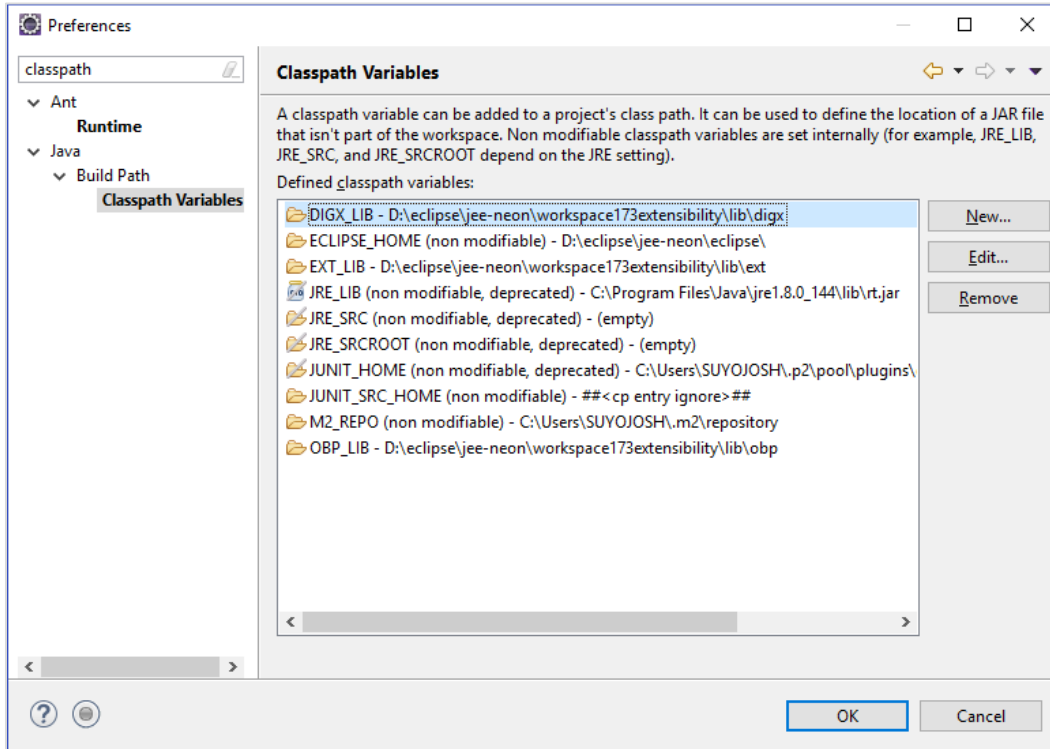 Preferences
classpath
Ant
Runtime
Java
Build Path
Classpath Variables
Classpath Variables
A classpath variable can be added to a project's class path. It can be used to define the location of a JAR file
that isn't part of the workspace. Non modifiable classpath variables are set internally (for example, JRE_LIB,
JRE_SRC, and JRE_SRCROOT depend on the JRE setting).
Defined classpath variables:
DIGX_LIB - D:\eclipse\jee-neon\workspace173extensibility\lib\digx
ECLIPSE_HOME (non modifiable) - D:\eclipse\jee-neon\eclipse\
EXT_LIB - D:\eclipse\jee-neon\workspace173extensibility\lib\ext
JRE_LIB (non modifiable, deprecated) - C:\Program Files\Java\jre1.8.0_144\lib\rt.jar
JRE_SRC (non modifiable, deprecated) - (empty)
JRE_SRCROOT (non modifiable, deprecated) - (empty)
JUNIT_HOME (non modifiable, deprecated) - C:\Users\SUYOJOSH\.p2\pool\plugins\
JUNIT_SRC_HOME (non modifiable) - ##<cp entry ignore>##
M2_REPO (non modifiable) - C:\Users\SUYOJOSH\.m2\repository
OBP_LIB - D:\eclipse\jee-neon\workspace173extensibility\lib\obp
New...
Edit...
Remove
?
OK
Cancel